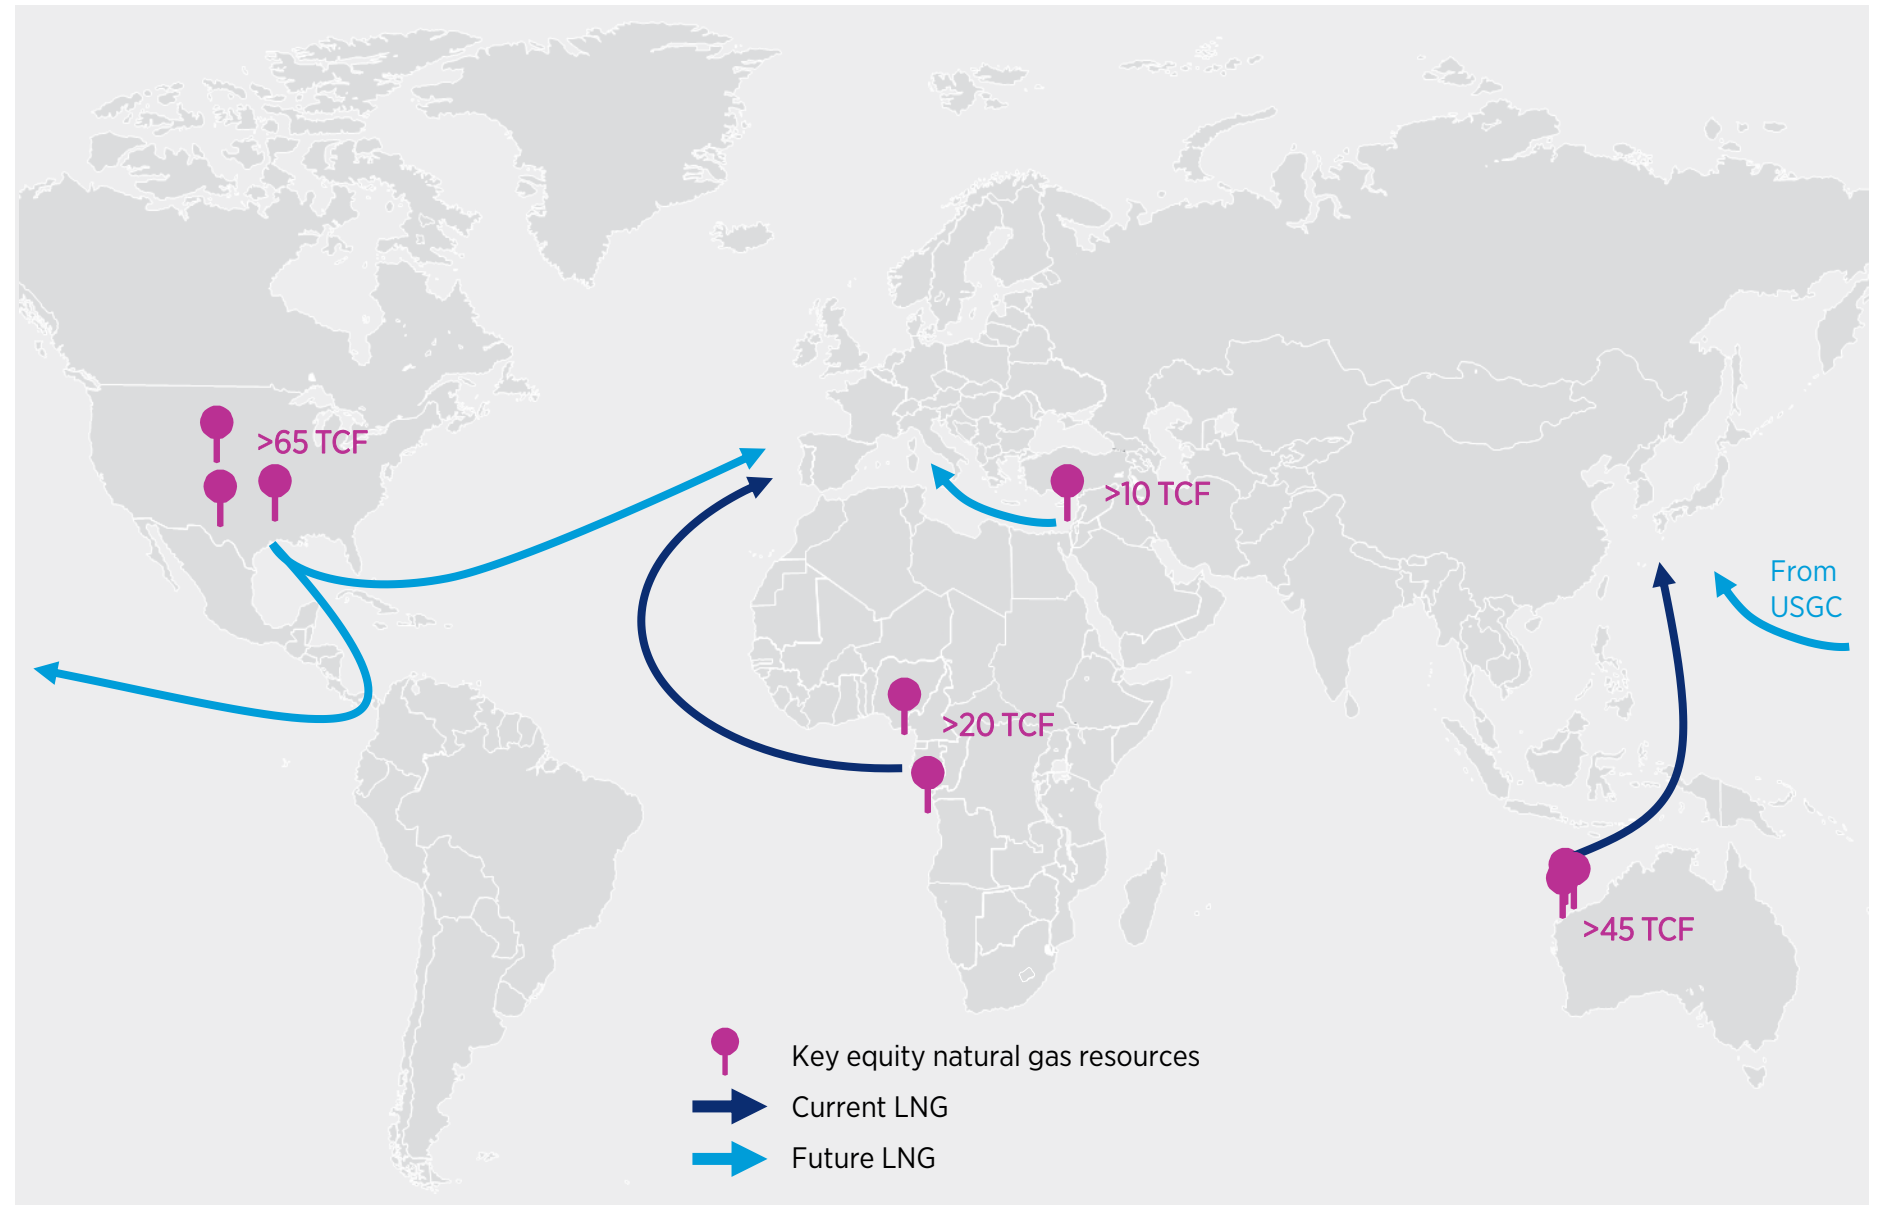 >65 TCF
>10 TCF
From
USGC
>20 TCF
>45 TCF
Key equity natural gas resources
Current LNG
Future LNG